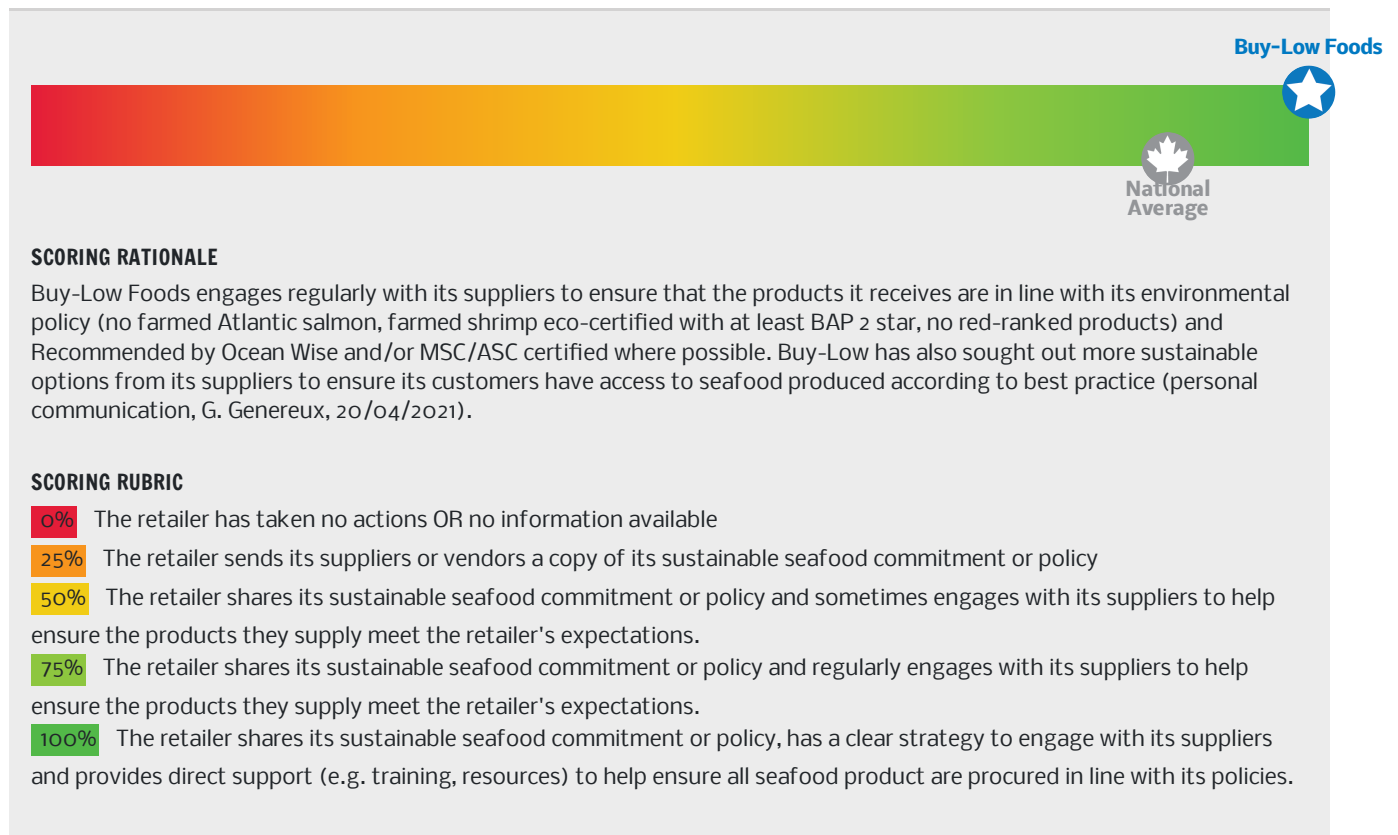 Buy-Low Foods
National
Average
SCORING RATIONALE
Buy-Low Foods engages regularly with its suppliers to ensure that the products it receives are in line with its environmental
policy (no farmed Atlantic salmon, farmed shrimp eco-certified with at least BAP 2 star, no red-ranked products) and
Recommended by Ocean Wise and/or MSC/ASC certified where possible. Buy-Low has also sought out more sustainable
options from its suppliers to ensure its customers have access to seafood produced according to best practice (personal
communication, G. Genereux, 20/04/2021).
SCORING RUBRIC
0% The retailer has taken no actions OR no information available
25% The retailer sends its suppliers or vendors a copy of its sustainable seafood commitment or policy
50% The retailer shares its sustainable seafood commitment or policy and sometimes engages with its suppliers to help
ensure the products they supply meet the retailer's expectations.
75% The retailer shares its sustainable seafood commitment or policy and regularly engages with its suppliers to help
ensure the products they supply meet the retailer's expectations.
100% The retailer shares its sustainable seafood commitment or policy, has a clear strategy to engage with its suppliers
and provides direct support (e.g. training, resources) to help ensure all seafood product are procured in line with its policies.